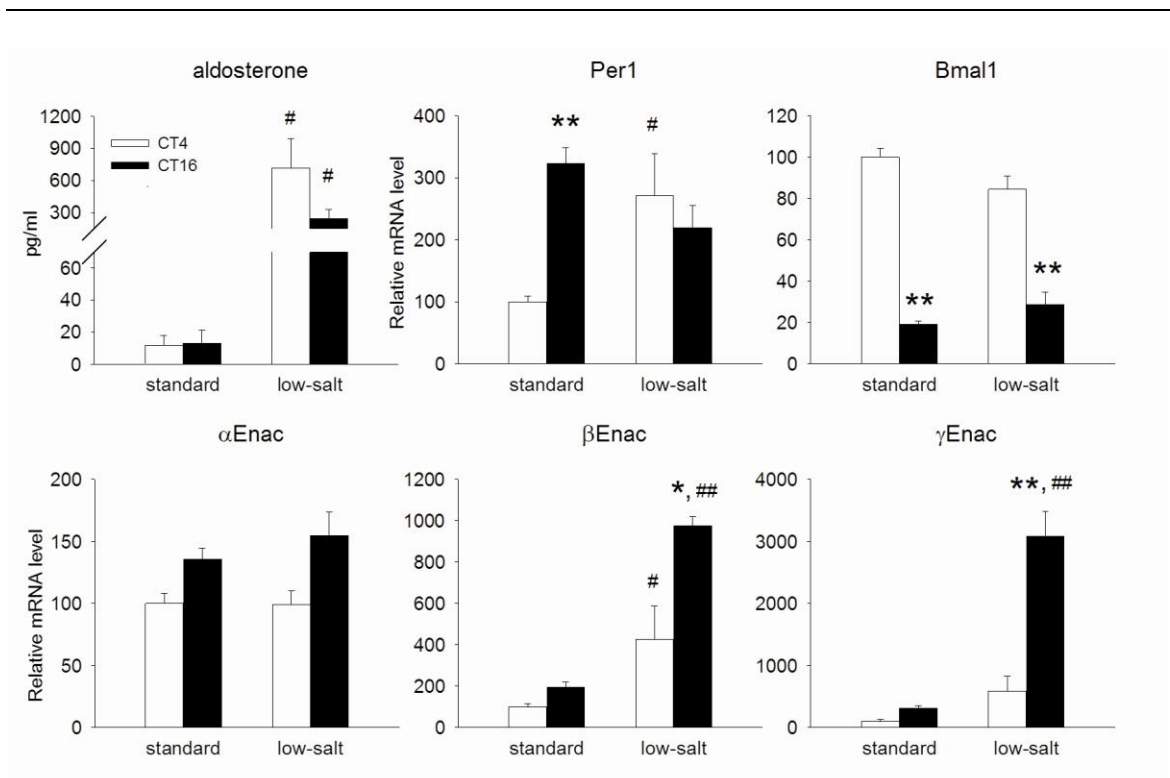 aldosterone
1200
900
600
300
60
40
20
0
pg/ml
CT4
CT16
#
#
standard
low-salt
Per1
400
300
200
100
0
Relative mRNA level
**
#
standard
low-salt
Bmal1
120
100
80
60
40
20
0
**
**
standard
low-salt
αEnac
200
150
100
50
0
Relative mRNA level
standard
low-salt
βEnac
1200
1000
800
600
400
200
0
#
*, ##
standard
low-salt
γEnac
4000
3000
2000
1000
0
**, ##
standard
low-salt